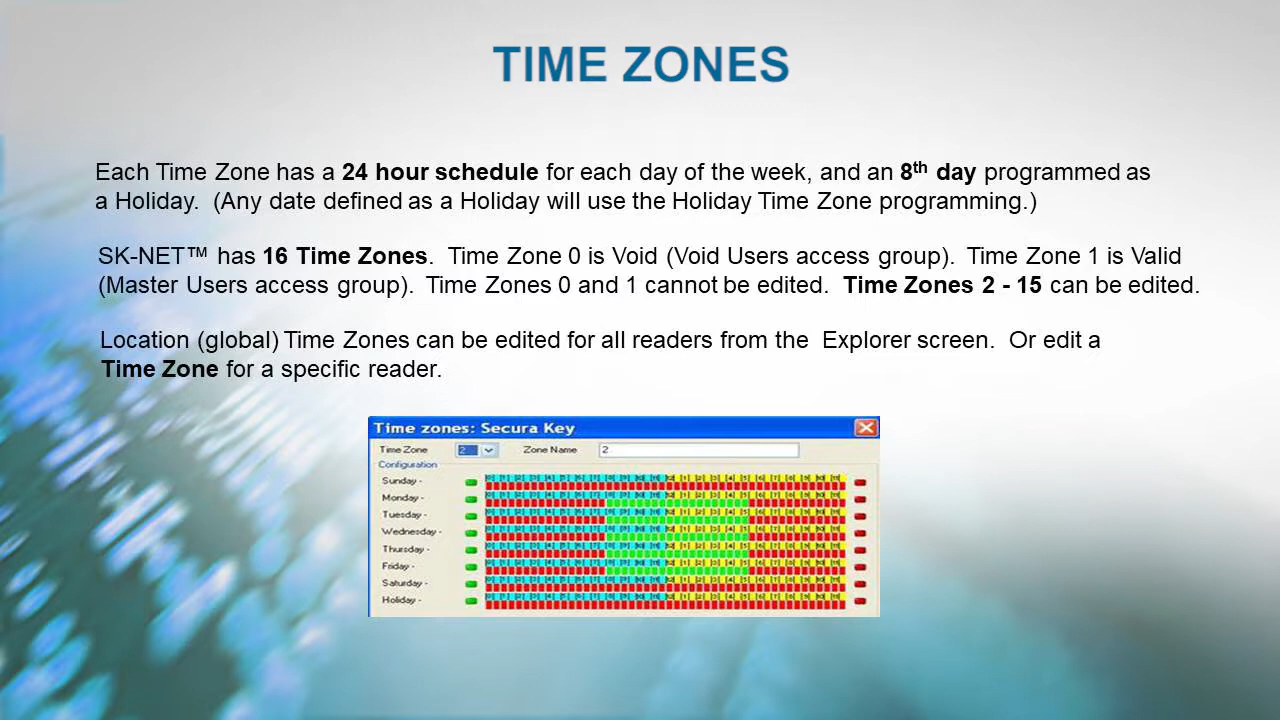 TIME ZONES
Each Time Zone has a 24 hour schedule for each day of the week, and an 8th day programmed as
a Holiday. (Any date defined as a Holiday will use the Holiday Time Zone programming.)
SK-NET™ has 16 Time Zones. Time Zone 0 is Void (Void Users access group). Time Zone 1 is Valid
(Master Users access group). Time Zones 0 and 1 cannot be edited. Time Zones 2 - 15 can be edited.
Location (global) Time Zones can be edited for all readers from the Explorer screen. Or edit a
Time Zone for a specific reader.
Time zones: Secura Key
Time Zone 2 Zone Name 2
Configuration
Sunday -
Monday -
Tuesday -
Wednesday -
Thursday -
Friday -
Saturday -
Holiday -